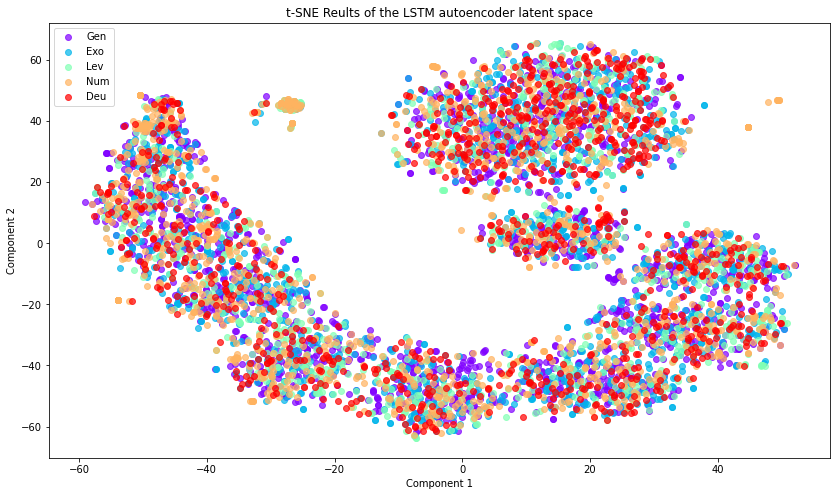 t-SNE Reults of the LSTM autoencoder latent space
Gen
Exo
Lev
Num
Deu
Component 2
60
40
20
0
−20
−40
−60
−60
−40
−20
0
20
40
Component 1